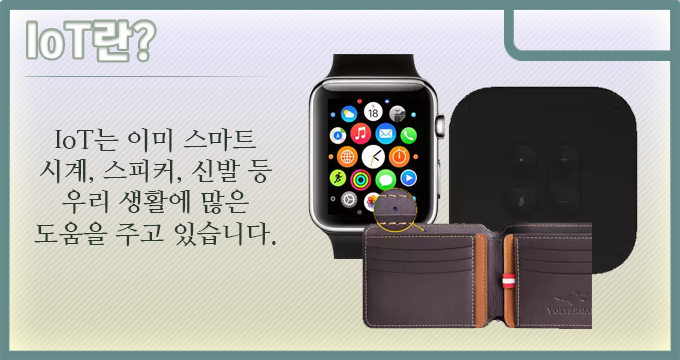 IoT란?
IoT는 이미 스마트
시계, 스피커, 신발 등
우리 생활에 많은
도움을 주고 있습니다.
18